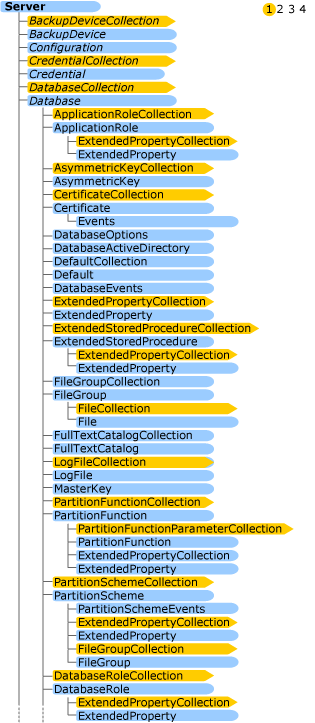 Server
1 2 3 4
BackupDeviceCollection
BackupDevice
Configuration
CredentialCollection
Credential
DatabaseCollection
Database
ApplicationRoleCollection
ApplicationRole
ExtendedPropertyCollection
ExtendedProperty
AsymmetricKeyCollection
AsymmetricKey
CertificateCollection
Certificate
Events
DatabaseOptions
DatabaseActiveDirectory
DefaultCollection
Default
DatabaseEvents
ExtendedPropertyCollection
ExtendedProperty
ExtendedStoredProcedureCollection
ExtendedStoredProcedure
ExtendedPropertyCollection
ExtendedProperty
FileGroupCollection
FileGroup
FileCollection
File
FullTextCatalogCollection
FullTextCatalog
LogFileCollection
LogFile
MasterKey
PartitionFunctionCollection
PartitionFunction
PartitionFunctionParameterCollection
PartitionFunction
ExtendedPropertyCollection
ExtendedProperty
PartitionSchemeCollection
PartitionScheme
PartitionSchemeEvents
ExtendedPropertyCollection
ExtendedProperty
FileGroupCollection
FileGroup
DatabaseRoleCollection
DatabaseRole
ExtendedPropertyCollection
ExtendedProperty